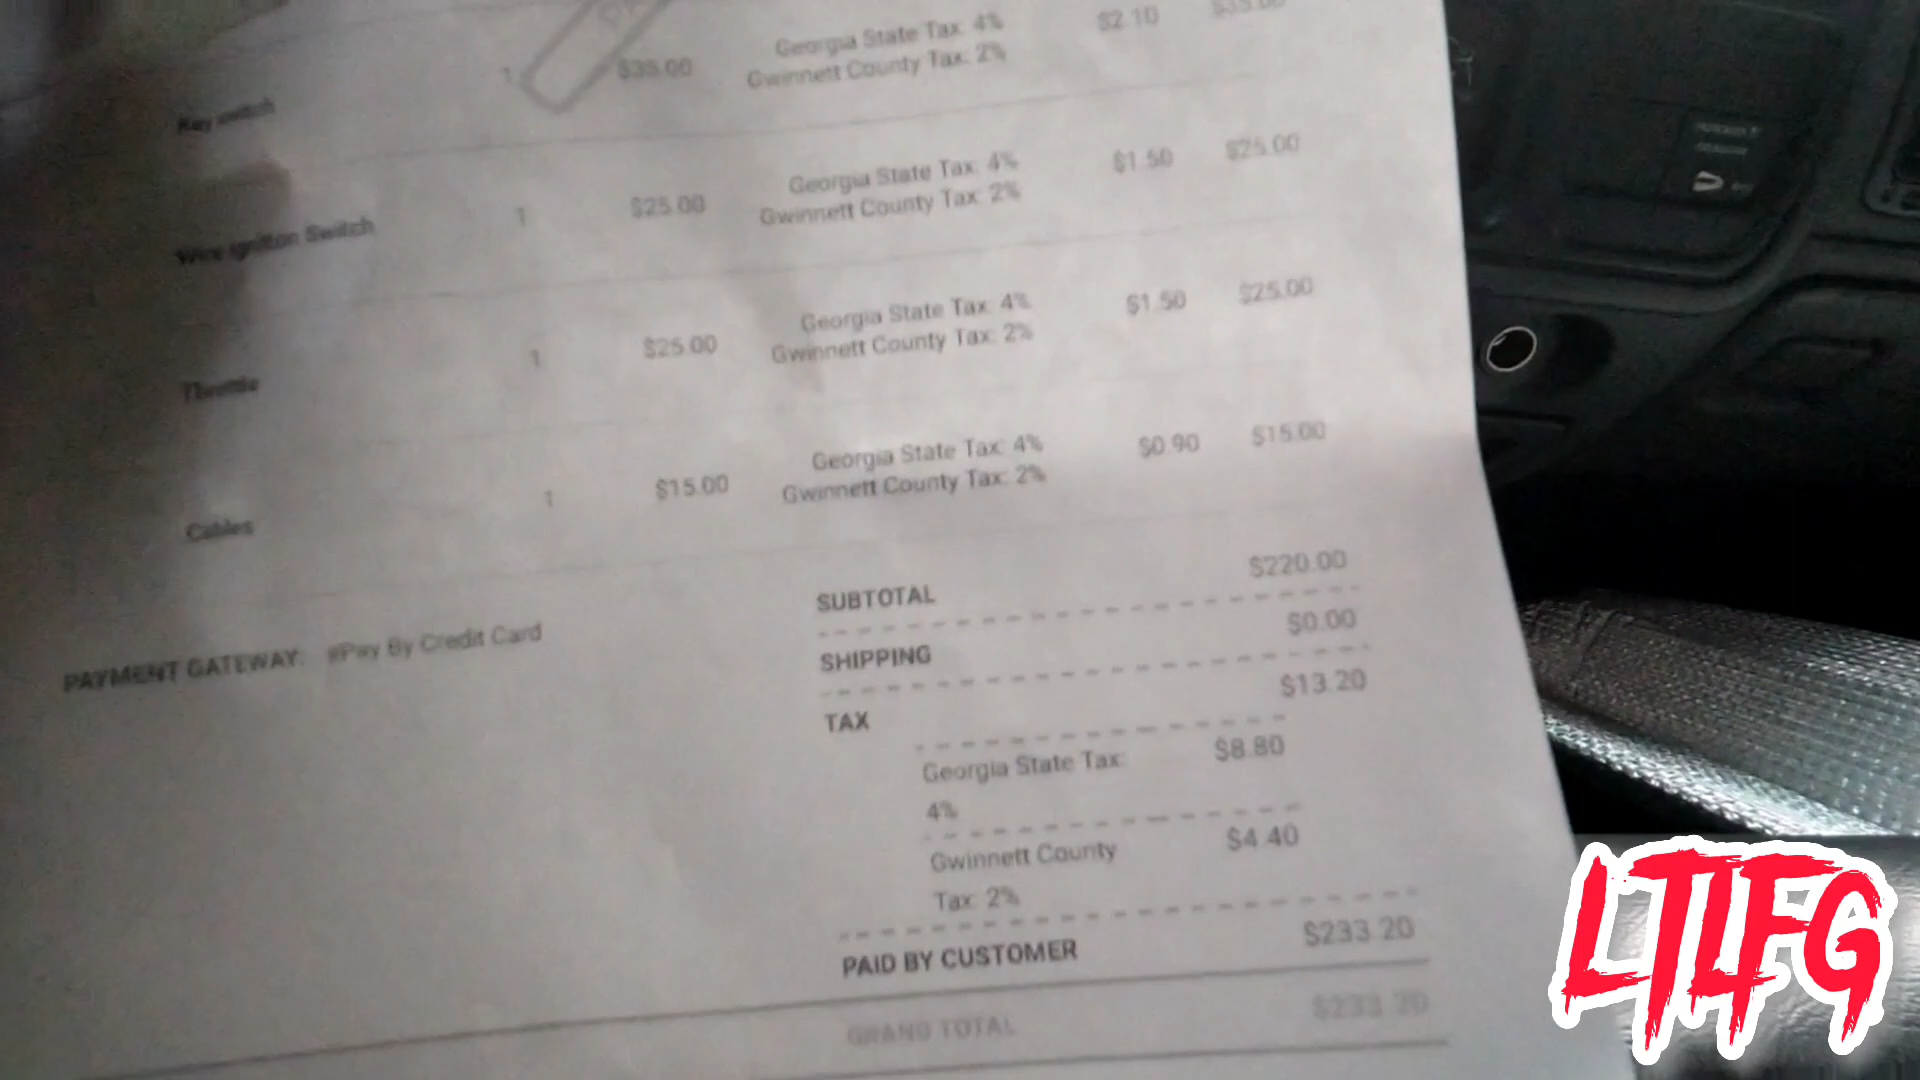 Georgia State Tax: 4% $2.10 $35.00
1 $35.00 Gwinnett County Tax: 2%
Key switch
Georgia State Tax: 4% $1.50 $25.00
1 $25.00 Gwinnett County Tax: 2%
Wire Ignition Switch
Georgia State Tax: 4% $1.50 $25.00
1 $25.00 Gwinnett County Tax: 2%
Throttle
Georgia State Tax: 4% $0.90 $15.00
1 $15.00 Gwinnett County Tax: 2%
Cables
SUBTOTAL $220.00
PAYMENT GATEWAY: #Pay By Credit Card
SHIPPING $0.00
TAX $13.20
Georgia State Tax: $8.80
4%
Gwinnett County $4.40
Tax: 2%
PAID BY CUSTOMER $233.20
GRAND TOTAL $233.20
LTLFG